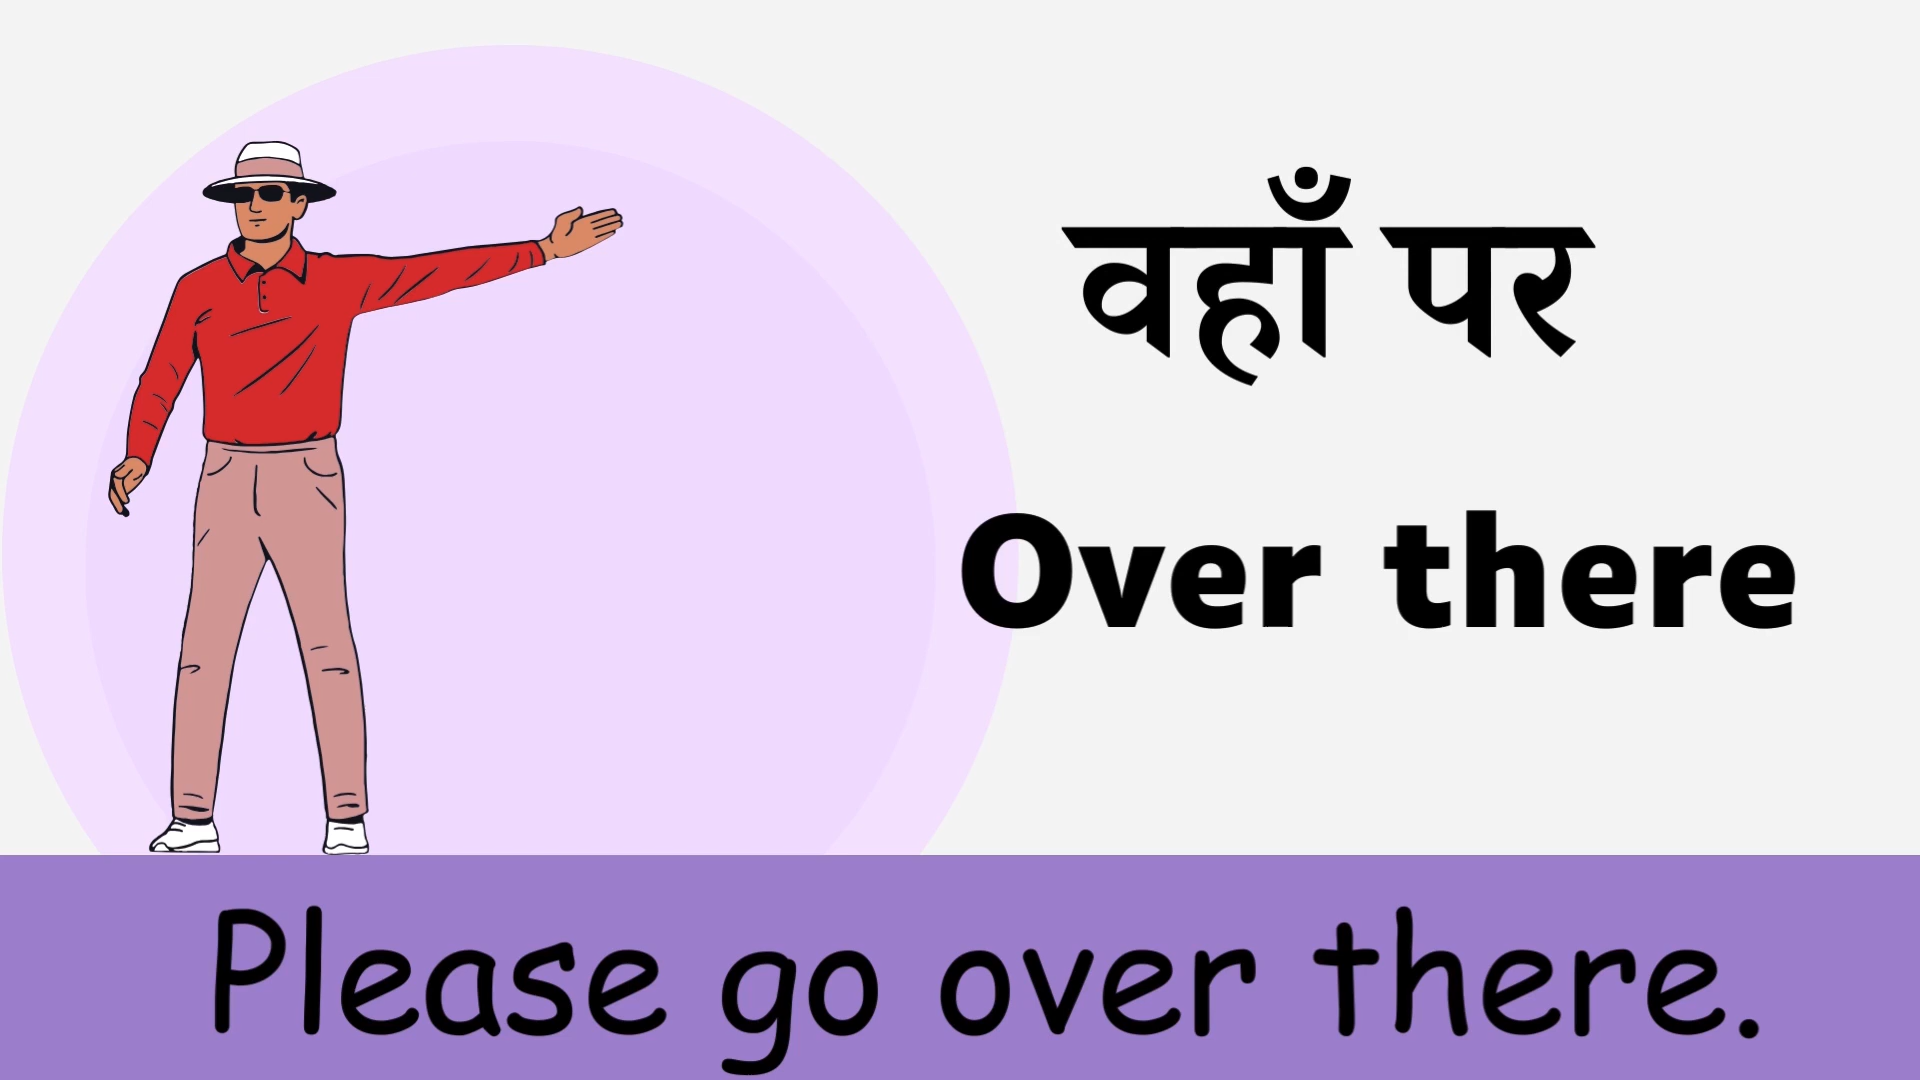 वहाँ पर
Over there
Please go over there.